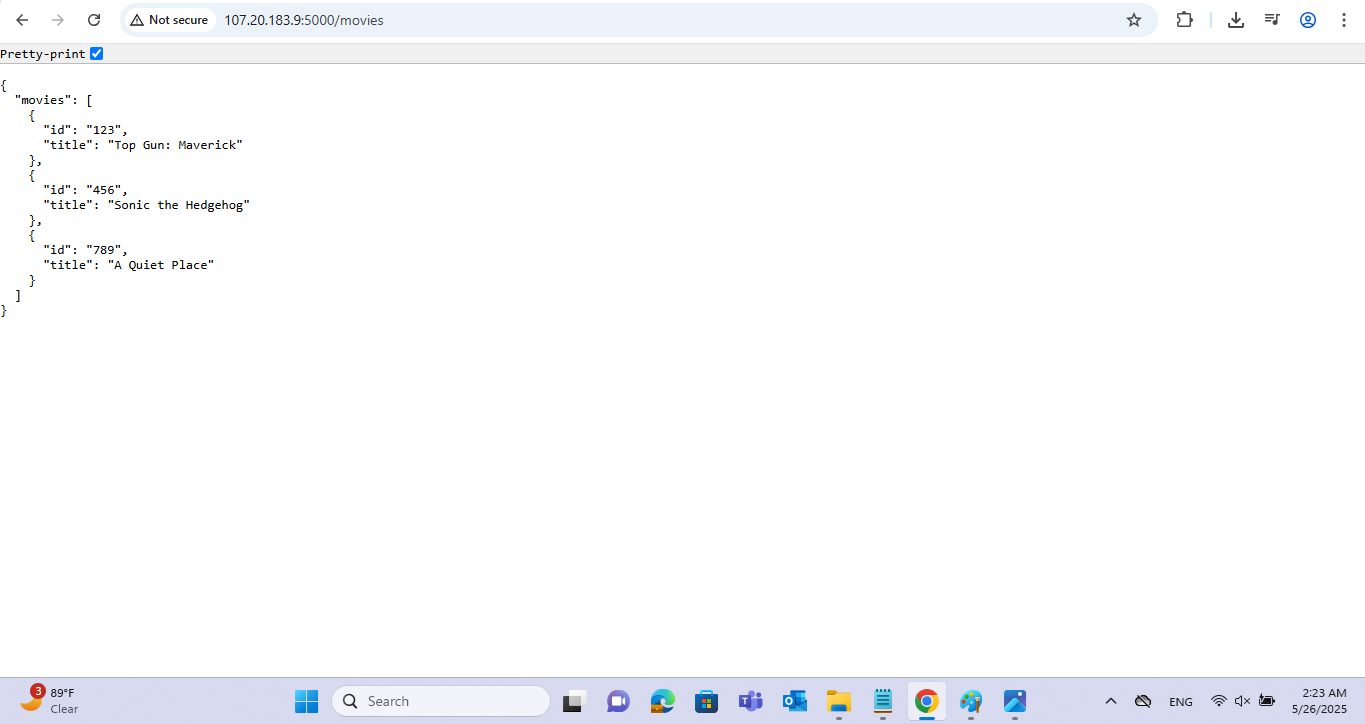 Not secure
107.20.183.9:5000/movies
Pretty-print
{
  "movies": [
    {
      "id": "123",
      "title": "Top Gun: Maverick"
    },
    {
      "id": "456",
      "title": "Sonic the Hedgehog"
    },
    {
      "id": "789",
      "title": "A Quiet Place"
    }
  ]
}
3
89°F
Clear
Search
ENG
2:23 AM
5/26/2025